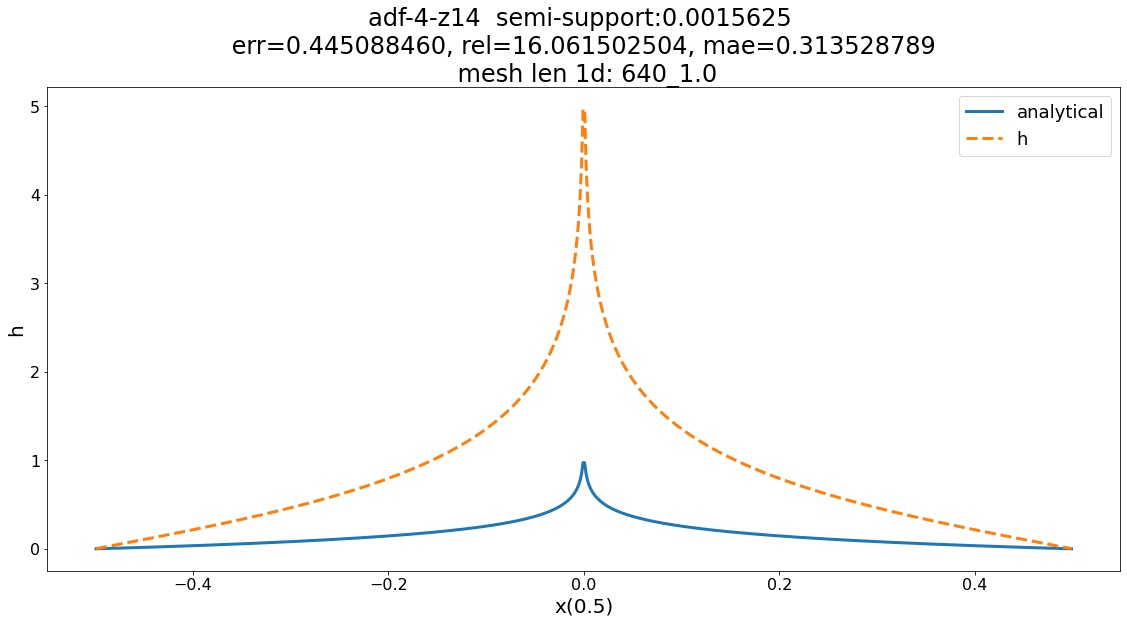 adf-4-z14  semi-support:0.0015625
err=0.445088460, rel=16.061502504, mae=0.313528789
mesh len 1d: 640_1.0
analytical
h
5
4
3
2
1
0
h
−0.4
−0.2
0.0
0.2
0.4
x(0.5)